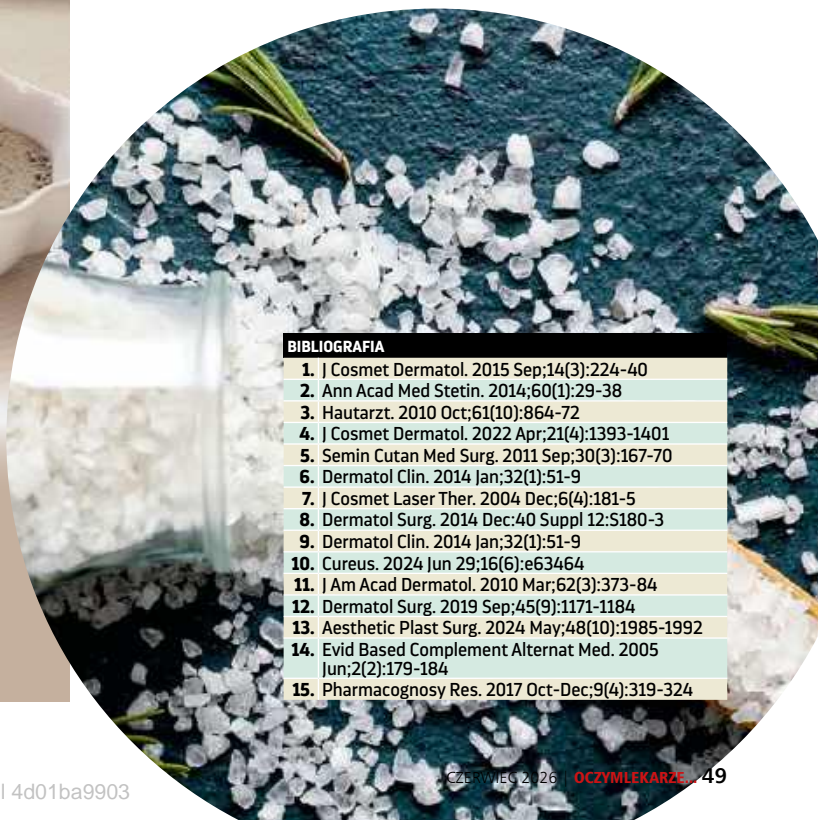 BIBLIOGRAFIA
1. J Cosmet Dermatol. 2015 Sep;14(3):224-40
2. Ann Acad Med Stetin. 2014;60(1):29-38
3. Hautarzt. 2010 Oct;61(10):864-72
4. J Cosmet Dermatol. 2022 Apr;21(4):1393-1401
5. Semin Cutan Med Surg. 2011 Sep;30(3):167-70
6. Dermatol Clin. 2014 Jan;32(1):51-9
7. J Cosmet Laser Ther. 2004 Dec;6(4):181-5
8. Dermatol Surg. 2014 Dec:40 Suppl 12:S180-3
9. Dermatol Clin. 2014 Jan;32(1):51-9
10. Cureus. 2024 Jun 29;16(6):e63464
11. J Am Acad Dermatol. 2010 Mar;62(3):373-84
12. Dermatol Surg. 2019 Sep;45(9):1171-1184
13. Aesthetic Plast Surg. 2024 May;48(10):1985-1992
14. Evid Based Complement Alternat Med. 2005
Jun;2(2):179-184
15. Pharmacognosy Res. 2017 Oct-Dec;9(4):319-324
CZERWIEC 2026 | OCZYMLEKARZE... 49
l 4d01ba9903